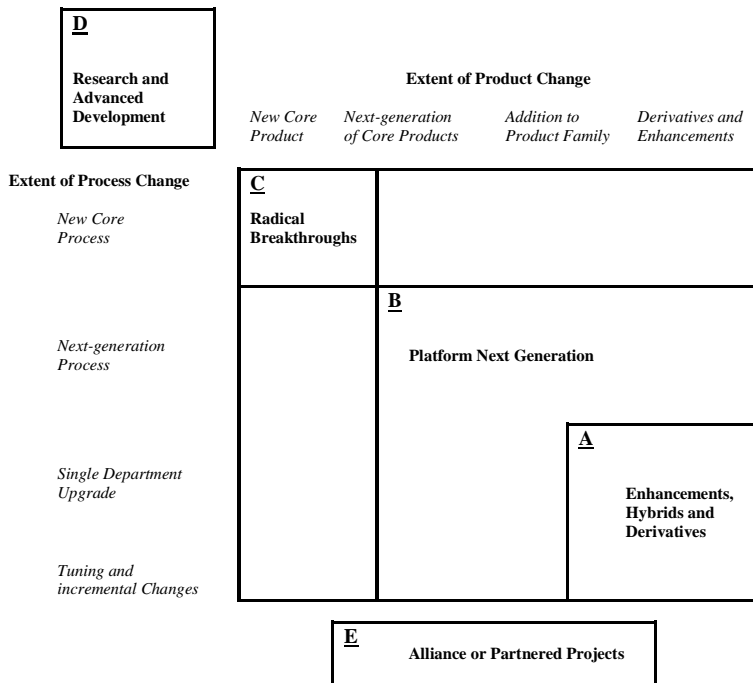 D
Research and
Advanced
Development
Extent of Product Change
New Core
Product
Next-generation
of Core Products
Addition to
Product Family
Derivatives and
Enhancements
Extent of Process Change
New Core
Process
C
Radical
Breakthroughs
Next-generation
Process
B
Platform Next Generation
Single Department
Upgrade
A
Enhancements,
Hybrids and
Derivatives
Tuning and
incremental Changes
E
Alliance or Partnered Projects